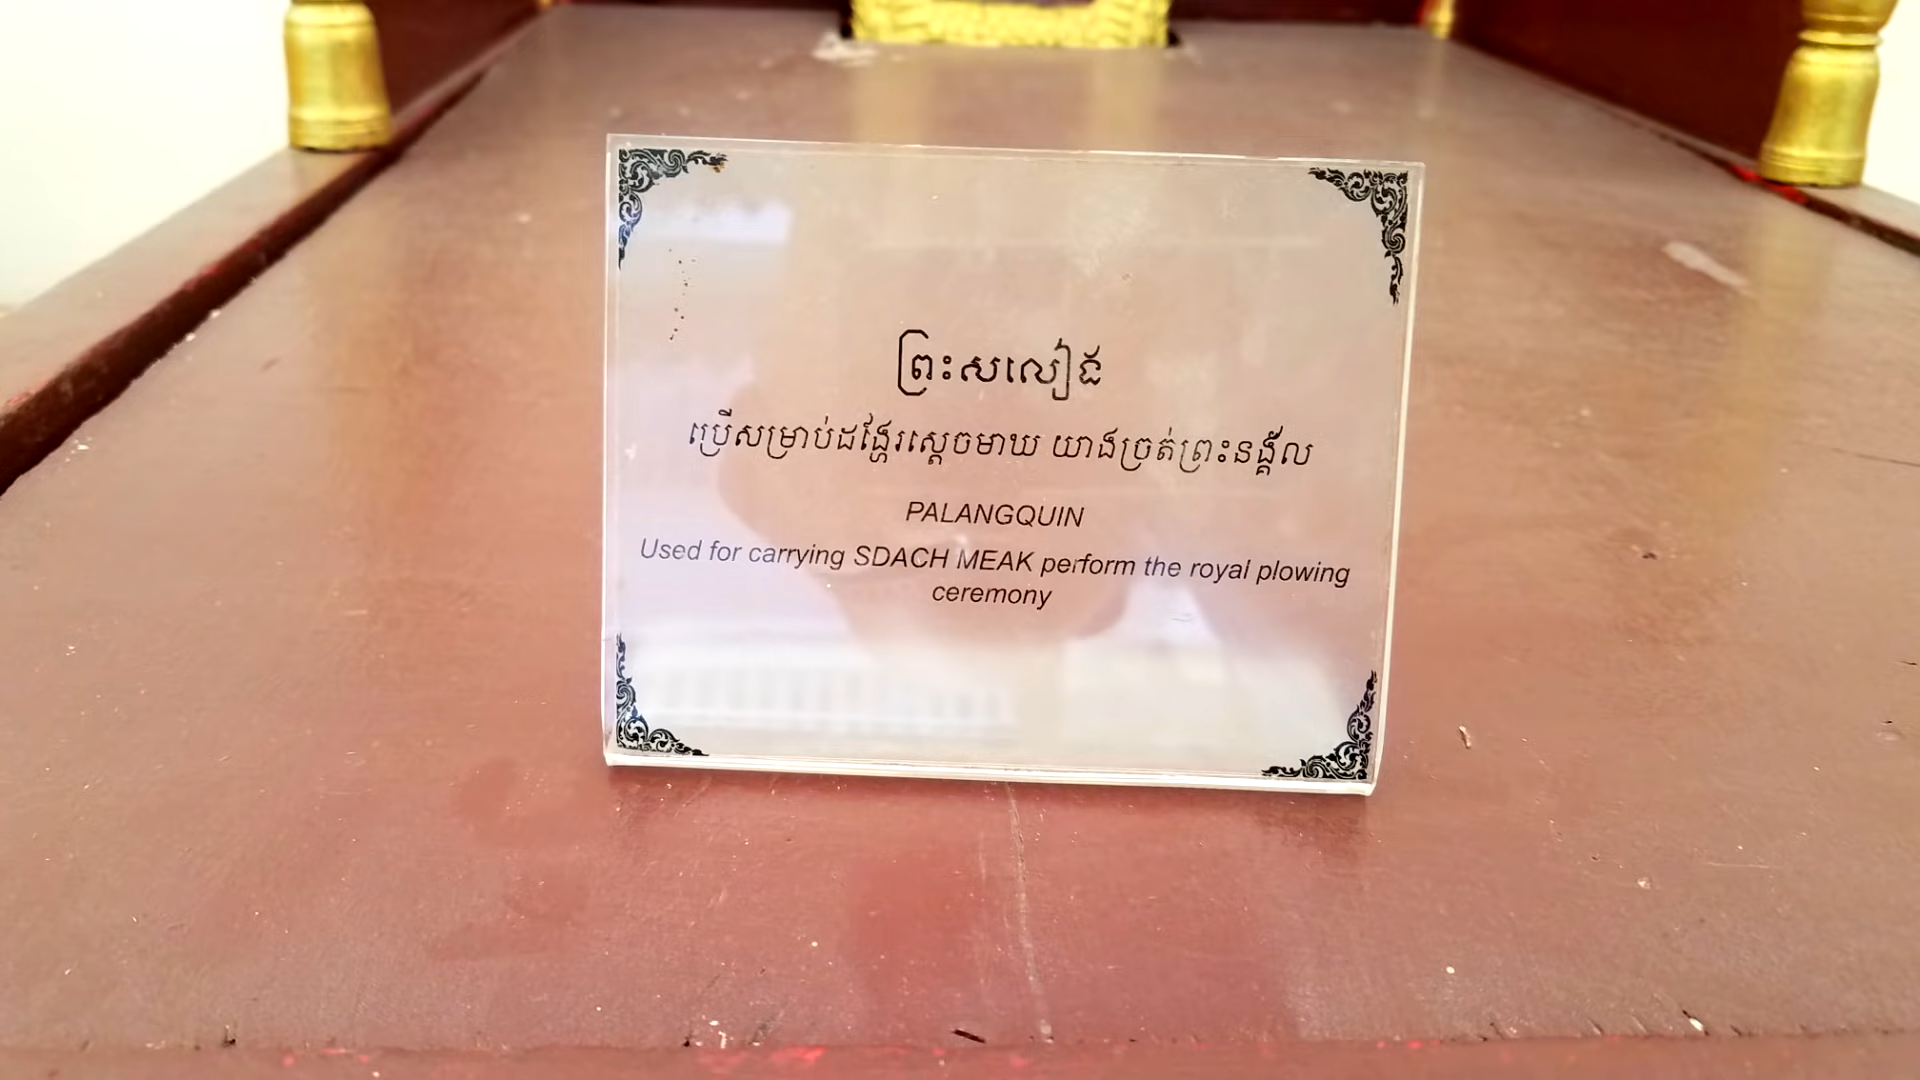 ព្រះសលៀង
ប្រើសម្រាប់ដង្ហែរស្ដេចមាឃ យាងច្រត់ព្រះនង្គ័ល
PALANGQUIN
Used for carrying SDACH MEAK perform the royal plowing
ceremony